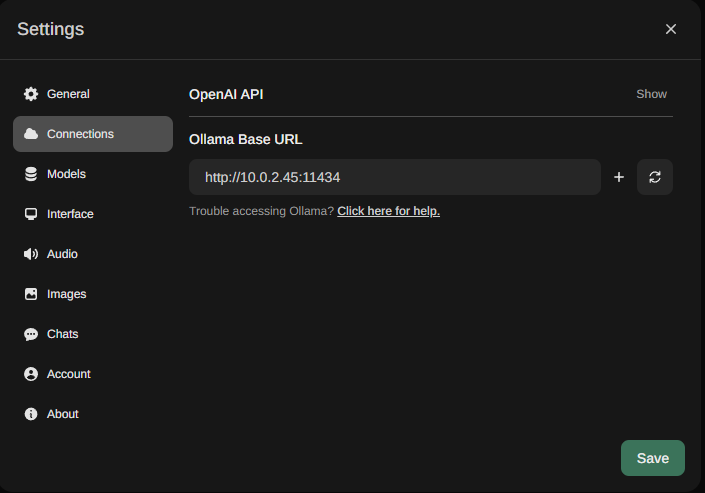 Settings
General
Connections
Models
Interface
Audio
Images
Chats
Account
About
OpenAI API
Show
Ollama Base URL
http://10.0.2.45:11434
Trouble accessing Ollama? Click here for help.
Save